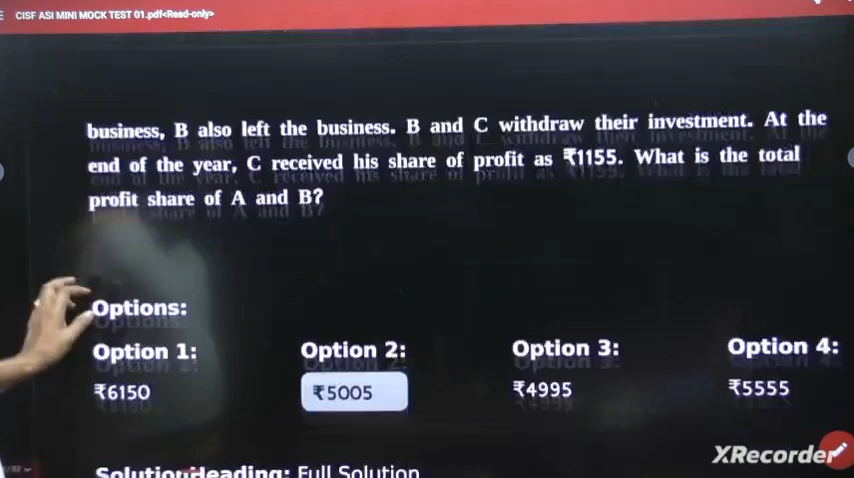 CISF ASI MINI MOCK TEST 01.pdf<Read-only>
business, B also left the business. B and C withdraw their investment. At the
end of the year, C received his share of profit as ₹1155. What is the total
profit share of A and B?
Options:
Option 1: Option 2: Option 3: Option 4:
₹6150 ₹5005 ₹4995 ₹5555
XRecorder
SolutionHeading: Full Solution